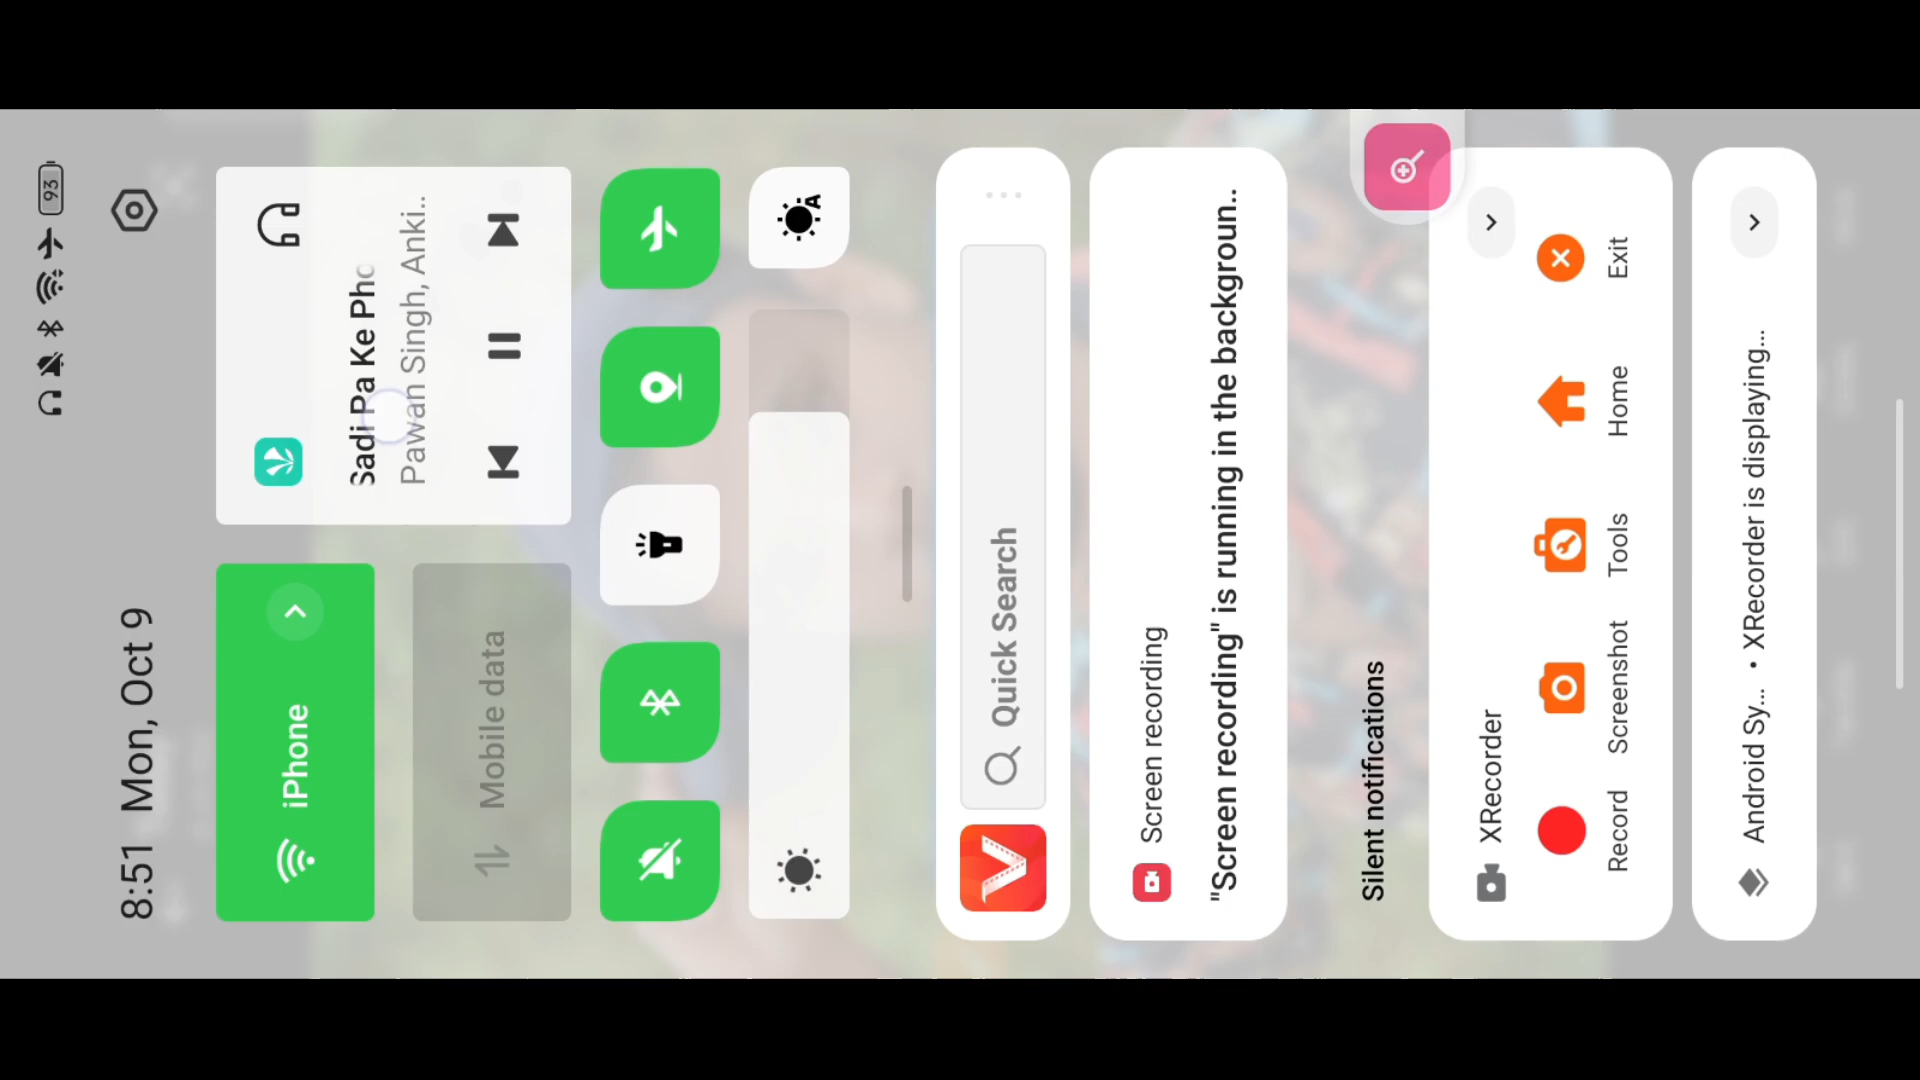 93
8:51 Mon, Oct 9
iPhone
Sadi Pa Ke Pho
Pawan Singh, Anki..
Mobile data
A
Quick Search
Screen recording
"Screen recording" is running in the backgroun..
Silent notifications
XRecorder
Record
Screenshot
Tools
Home
Exit
Android Sy... • XRecorder is displaying...